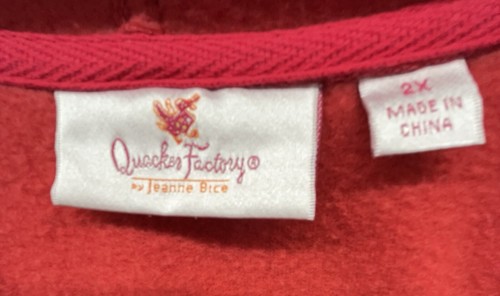 Quacker Factory®
by Jeanne Bice
2X
MADE IN
CHINA